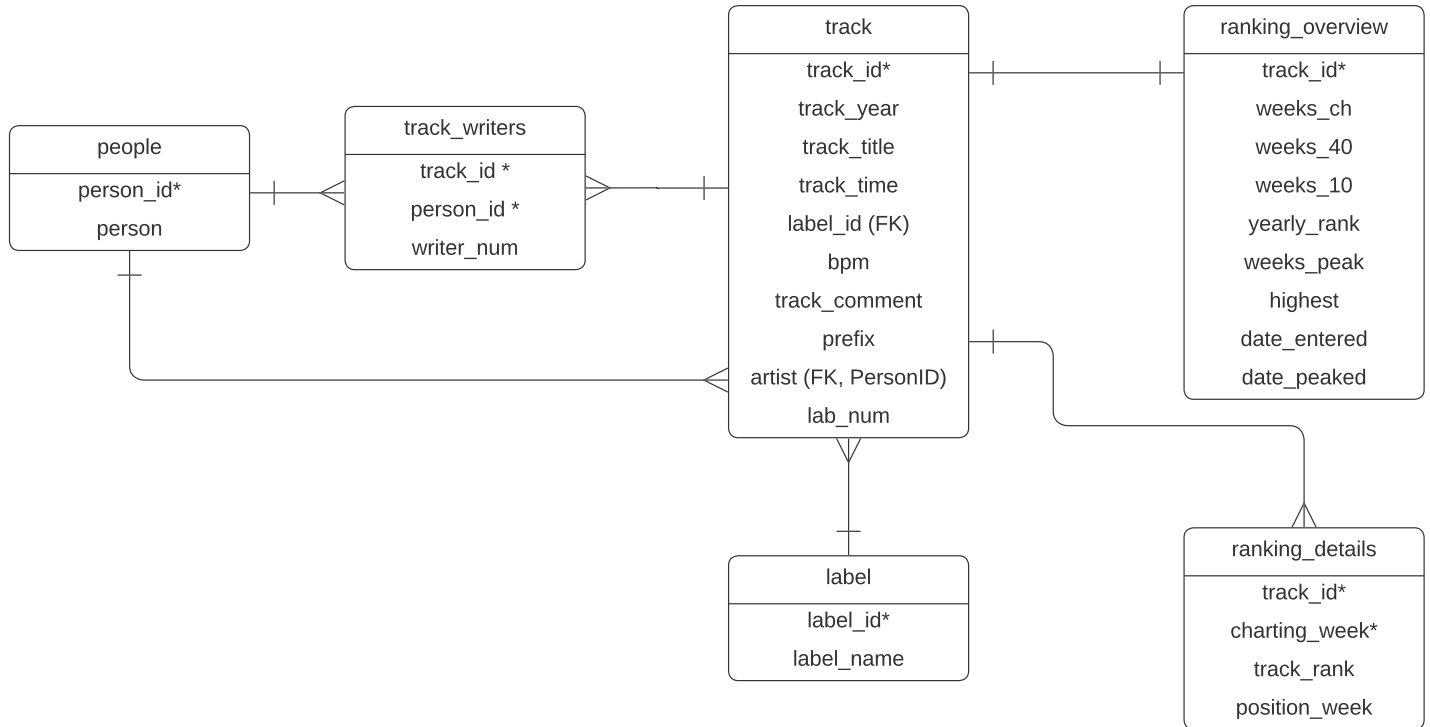 people
person_id*
person
track_writers
track_id *
person_id *
writer_num
track
track_id*
track_year
track_title
track_time
label_id (FK)
bpm
track_comment
prefix
artist (FK, PersonID)
lab_num
ranking_overview
track_id*
weeks_ch
weeks_40
weeks_10
yearly_rank
weeks_peak
highest
date_entered
date_peaked
label
label_id*
label_name
ranking_details
track_id*
charting_week*
track_rank
position_week